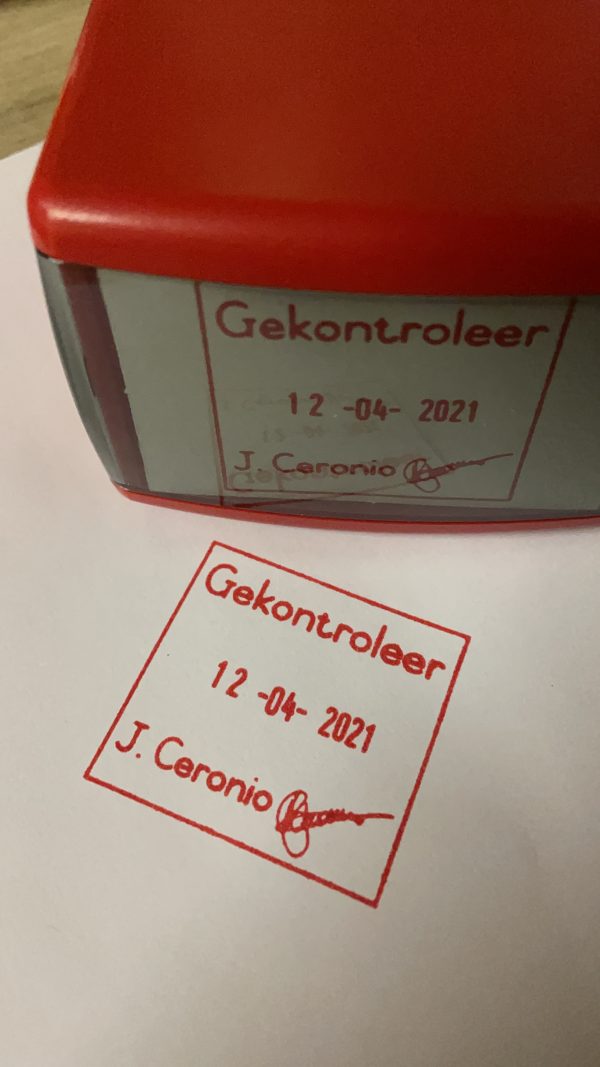 Gekontroleer
12 -04- 2021
J. Ceronio
Gekontroleer
12 -04- 2021
J. Ceronio